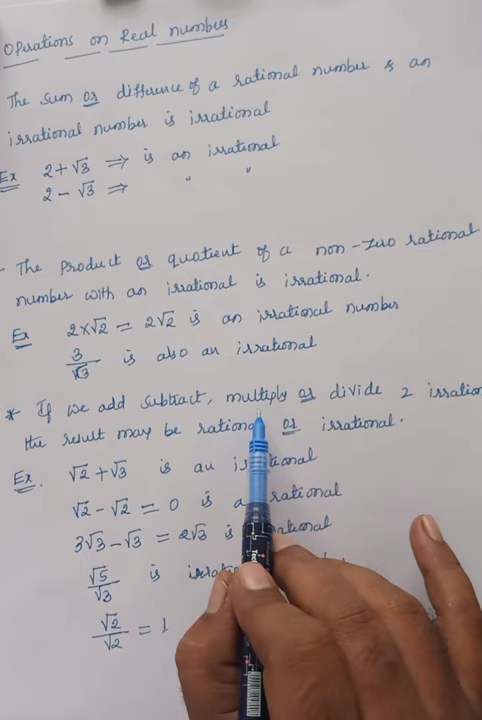 Operations on Real numbers
The Sum or difference of a rational number & an
irrational number is irrational
Ex 2+√3 ⇒ is an irrational
2 - √3 ⇒ " "
- The Product or quotient of a non-zero rational
number with an irrational is irrational.
Ex 2×√2 = 2√2 is an irrational number
3/√3 is also an irrational
* If we add subtract, multiply or divide 2 irration
the result may be ration or irrational.
Ex. √2 + √3 is an
√2 - √2 = 0 is a rational
3√3 - √3 = 2√3 is
√5/√3 is
√2/√2 = 1